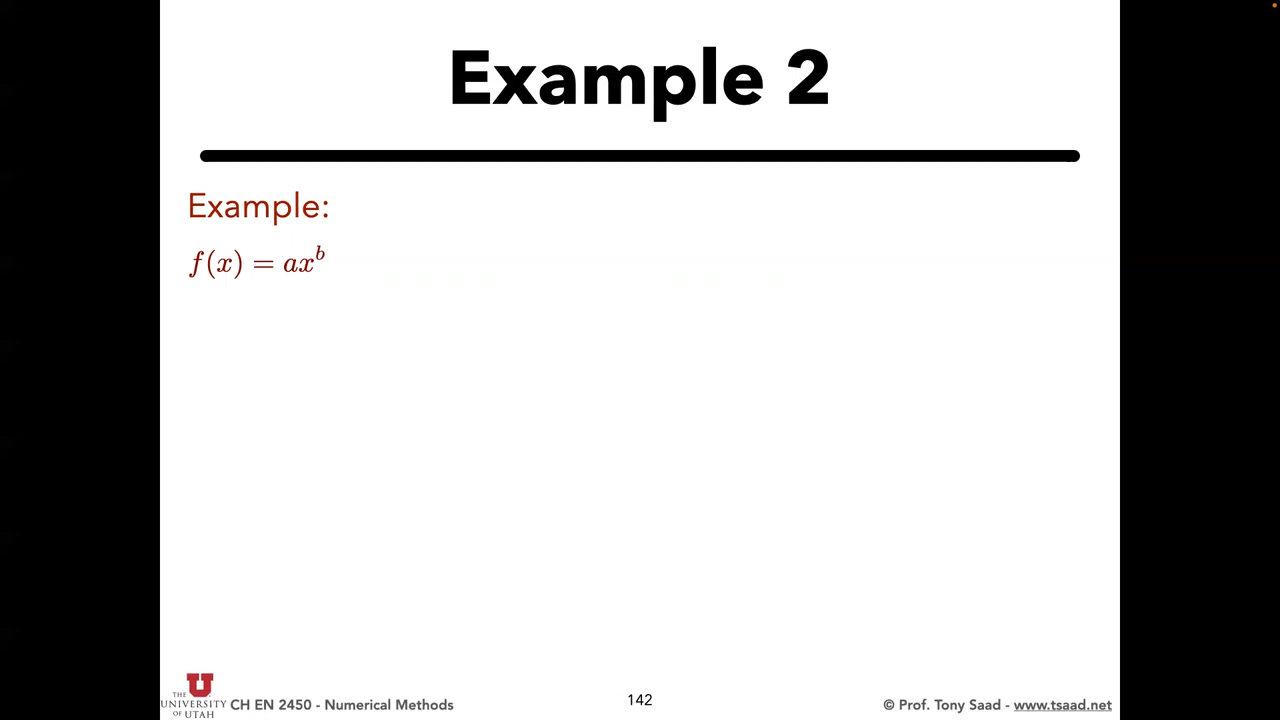 Example 2
Example:
f(x) = ax^b
THE
UNIVERSITY
OF UTAH
CH EN 2450 - Numerical Methods
142
© Prof. Tony Saad - www.tsaad.net